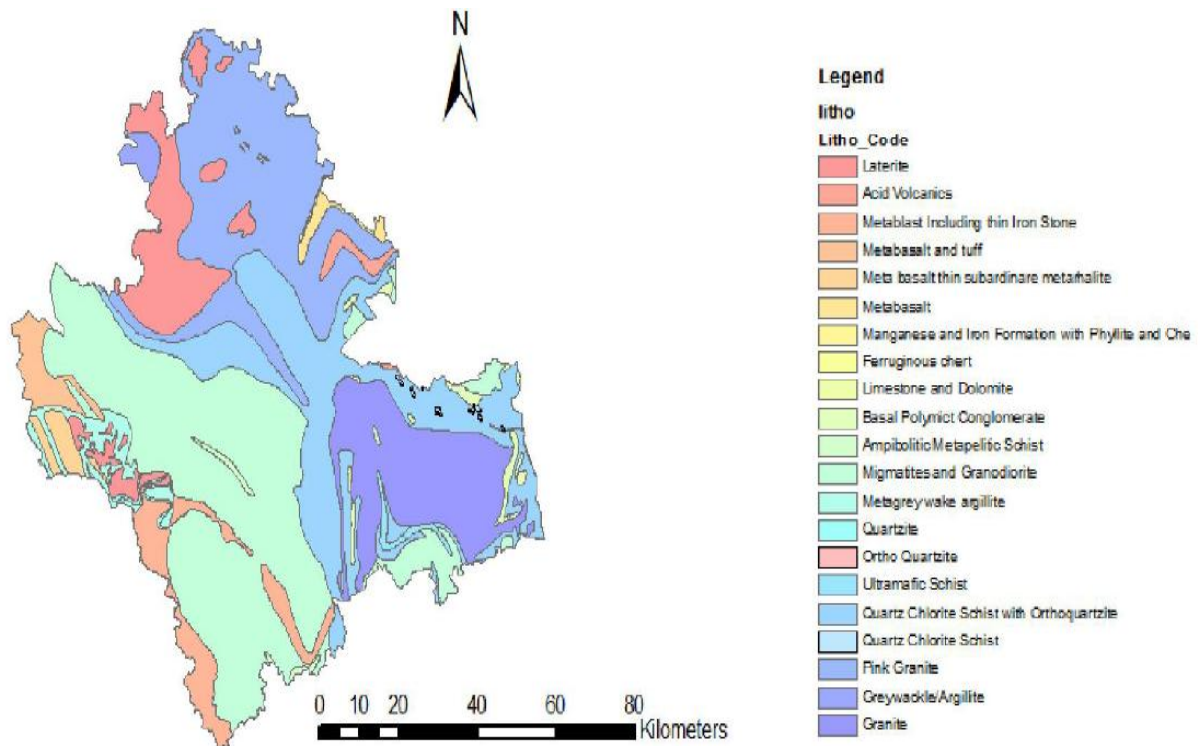 N
Legend
litho
Litho_Code
Laterite
Acid Volcanics
Metablast Including thin Iron Stone
Metabasalt and tuff
Meta basalt thin subardinare metarhalite
Metabasalt
Manganese and Iron Formation with Phyllite and Che
Ferruginous chert
Limestone and Dolomite
Basal Polymict Conglomerate
Ampibolitic Metapelitic Schist
Migmatites and Granodiorite
Metagrey wake argillite
Quartzite
Ortho Quartzite
Ultramafic Schist
Quartz Chlorite Schist with Orthoquartzite
Quartz Chlorite Schist
Pink Granite
Greywackle/Argillite
Granite
0 10 20 40 60 80
Kilometers